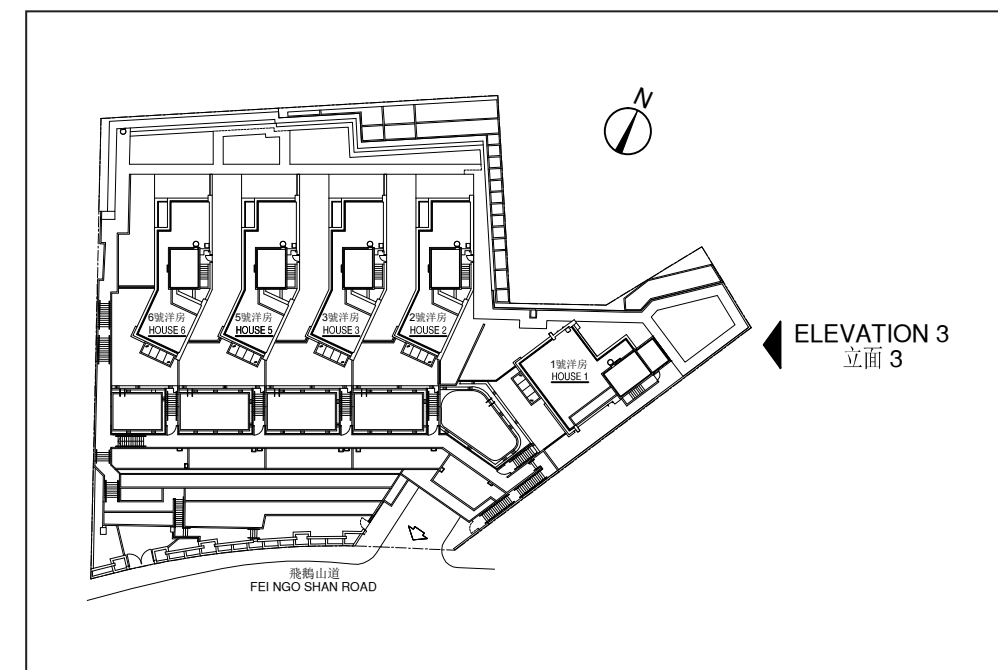 N
ELEVATION 3
立面 3
6號洋房
HOUSE 6
5號洋房
HOUSE 5
3號洋房
HOUSE 3
2號洋房
HOUSE 2
1號洋房
HOUSE 1
飛鵝山道
FEI NGO SHAN ROAD